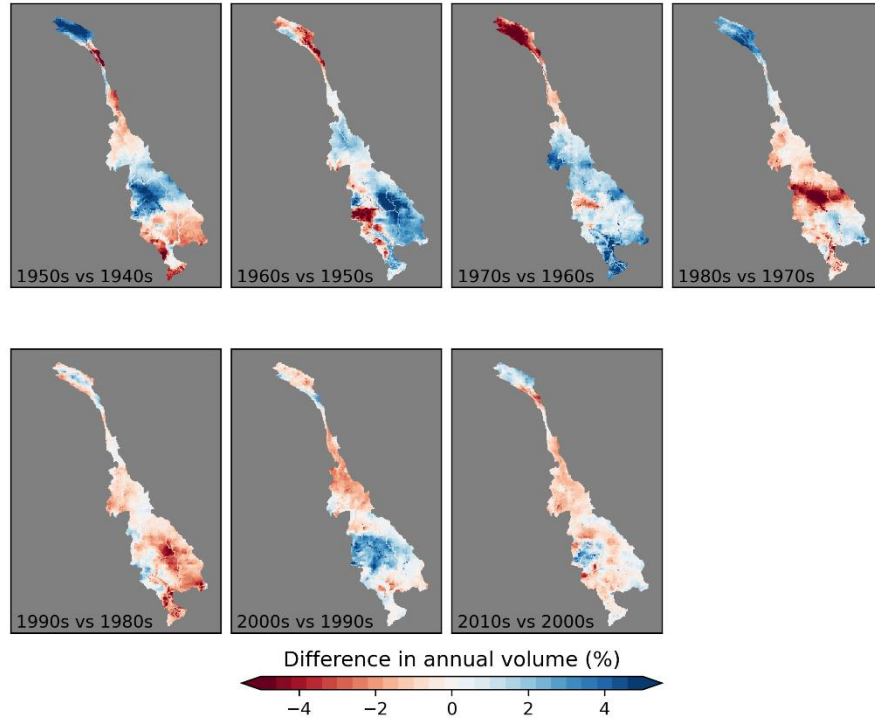 1950s vs 1940s
1960s vs 1950s
1970s vs 1960s
1980s vs 1970s
1990s vs 1980s
2000s vs 1990s
2010s vs 2000s
Difference in annual volume (%)
−4 −2 0 2 4